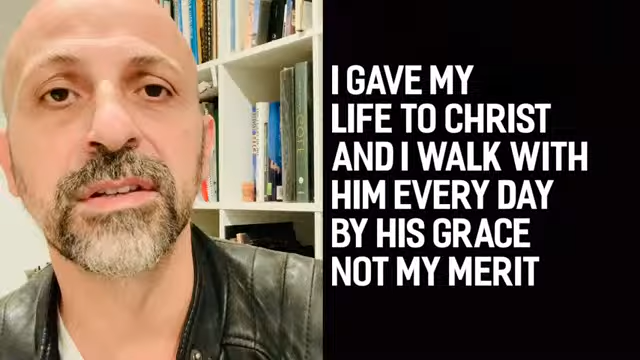 I GAVE MY
LIFE TO CHRIST
AND I WALK WITH
HIM EVERY DAY
BY HIS GRACE
NOT MY MERIT